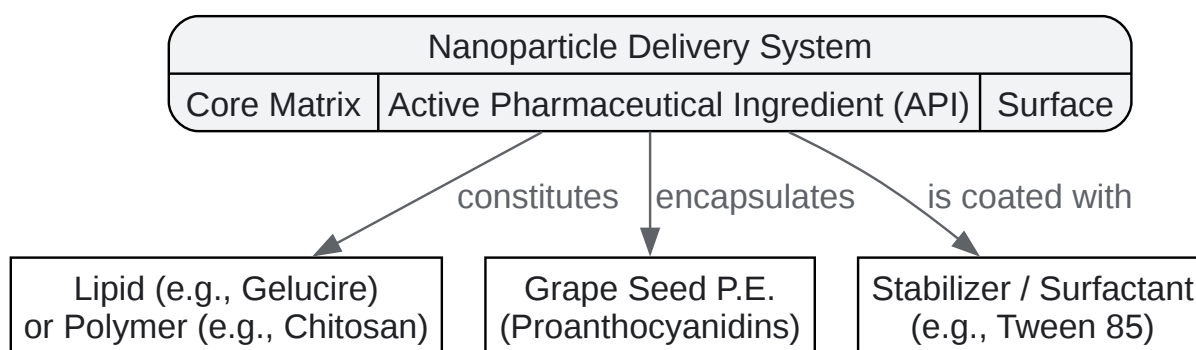 Nanoparticle Delivery System
Core Matrix
Active Pharmaceutical Ingredient (API)
Surface
constitutes
encapsulates
is coated with
Lipid (e.g., Gelucire)
or Polymer (e.g., Chitosan)
Grape Seed P.E.
(Proanthocyanidins)
Stabilizer / Surfactant
(e.g., Tween 85)